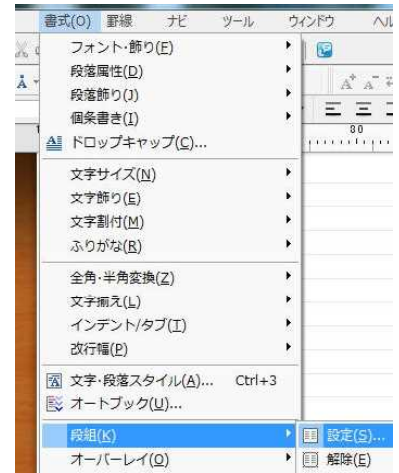 書式(O) 罫線 ナビ ツール ウィンドウ ヘル
フォント・飾り(F)
段落属性(D)
80
段落飾り(J)
個条書き(I)
ドロップキャップ(C)...
文字サイズ(N)
文字飾り(E)
文字割付(M)
ふりがな(R)
全角・半角変換(Z)
文字揃え(L)
インデント/タブ(T)
改行幅(P)
文字・段落スタイル(A)... Ctrl+3
オートブック(U)...
段組(K) 設定(S)...
オーバーレイ(O) 解除(E)